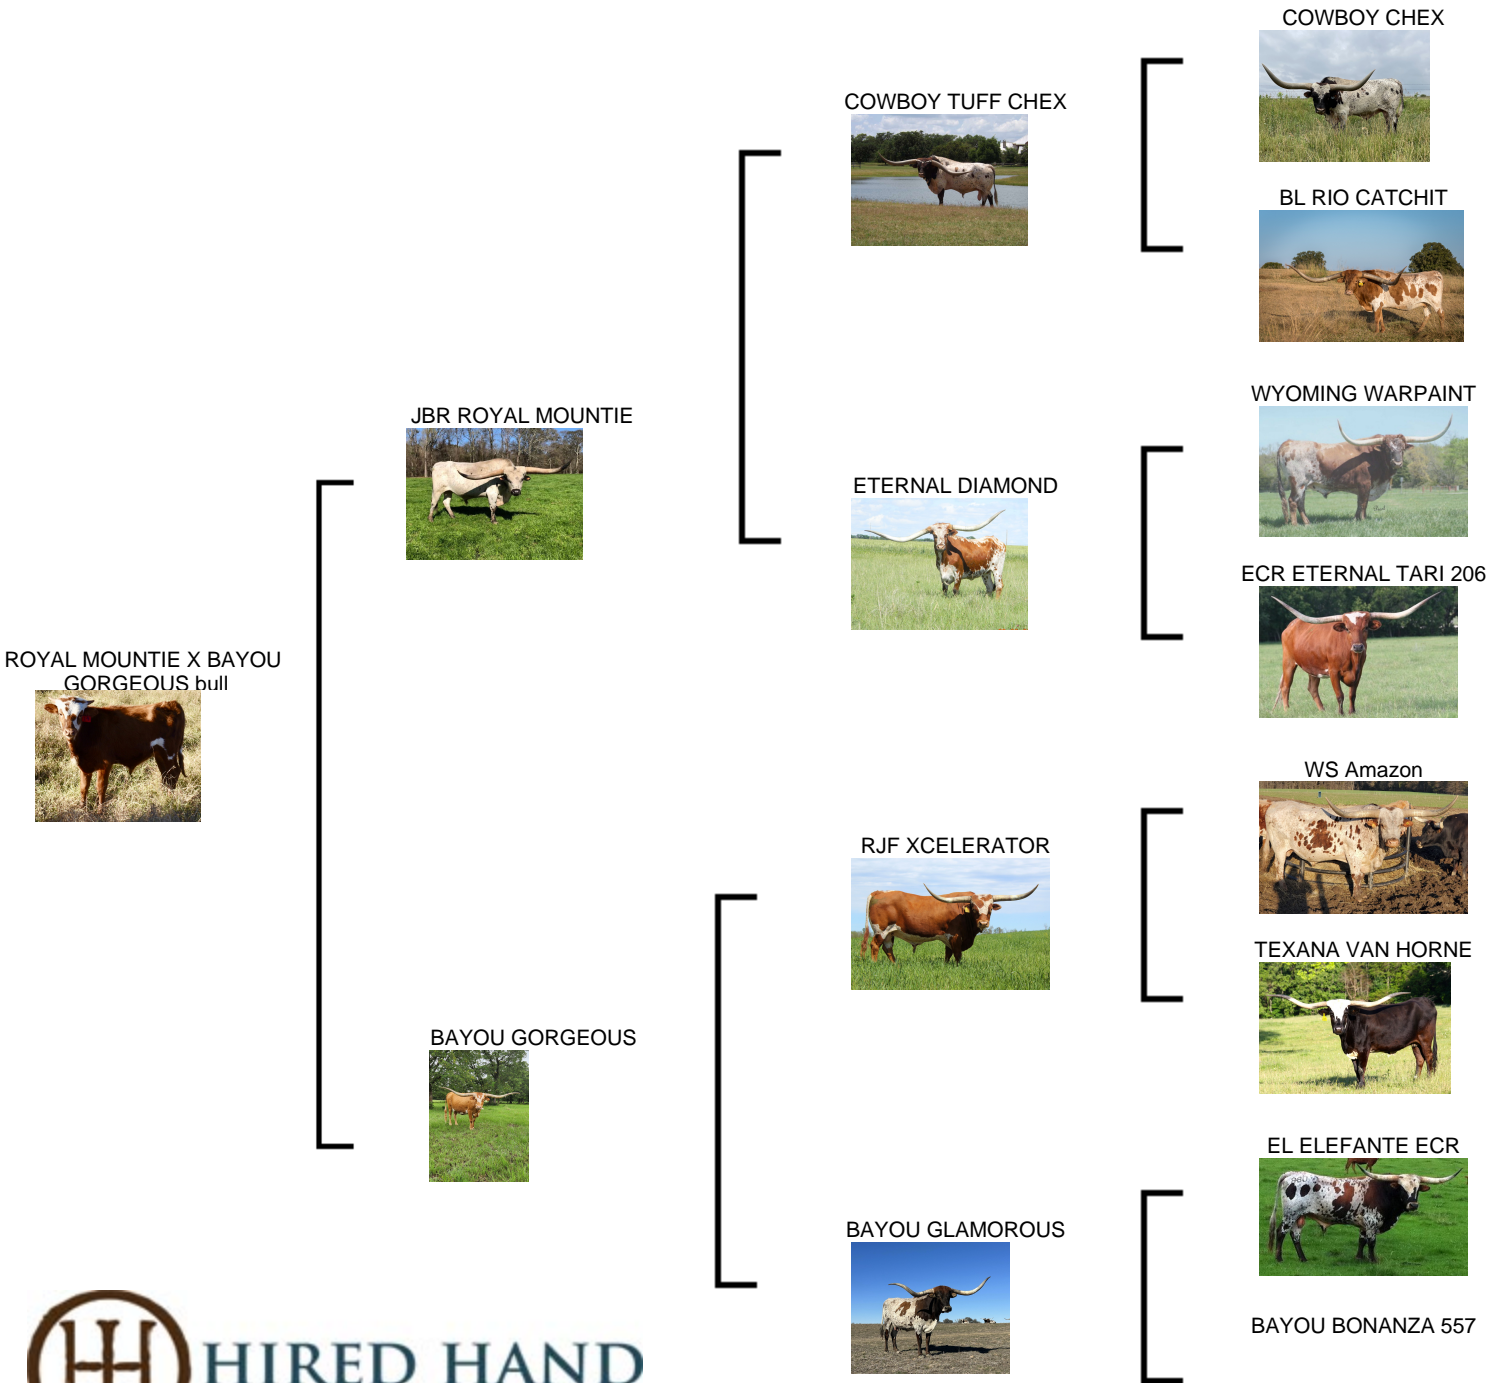 COWBOY CHEX
COWBOY TUFF CHEX
BL RIO CATCHIT
JBR ROYAL MOUNTIE
WYOMING WARPAINT
ETERNAL DIAMOND
ECR ETERNAL TARI 206
ROYAL MOUNTIE X BAYOU
GORGEOUS bull
WS Amazon
RJF XCELERATOR
TEXANA VAN HORNE
BAYOU GORGEOUS
EL ELEFANTE ECR
BAYOU GLAMOROUS
BAYOU BONANZA 557
HIRED HAND